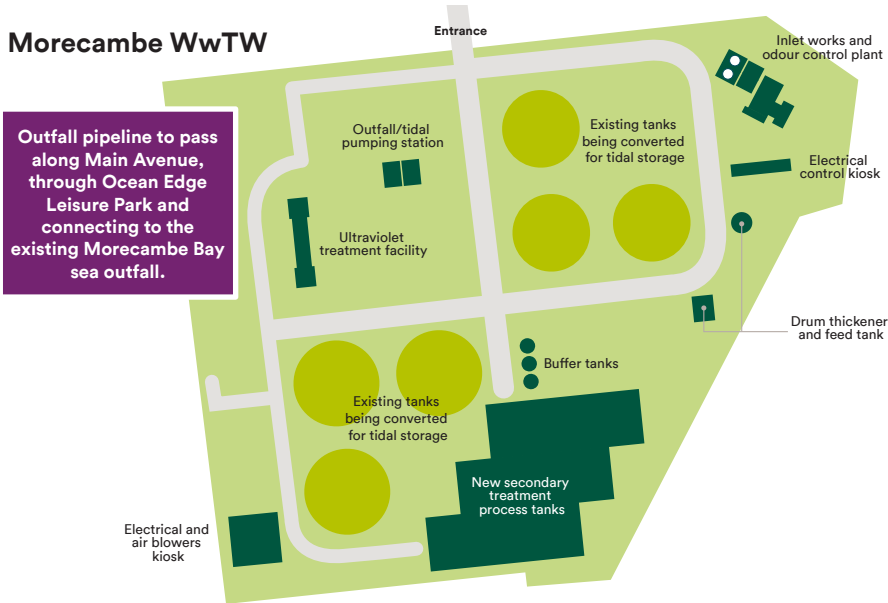 Morecambe WwTW
Entrance
Inlet works and
odour control plant
Outfall pipeline to pass
along Main Avenue,
through Ocean Edge
Leisure Park and
connecting to the
existing Morecambe Bay
sea outfall.
Outfall/tidal
pumping station
Existing tanks
being converted
for tidal storage
Electrical
control kiosk
Ultraviolet
treatment facility
Drum thickener
and feed tank
Buffer tanks
Existing tanks
being converted
for tidal storage
New secondary
treatment
process tanks
Electrical and
air blowers
kiosk